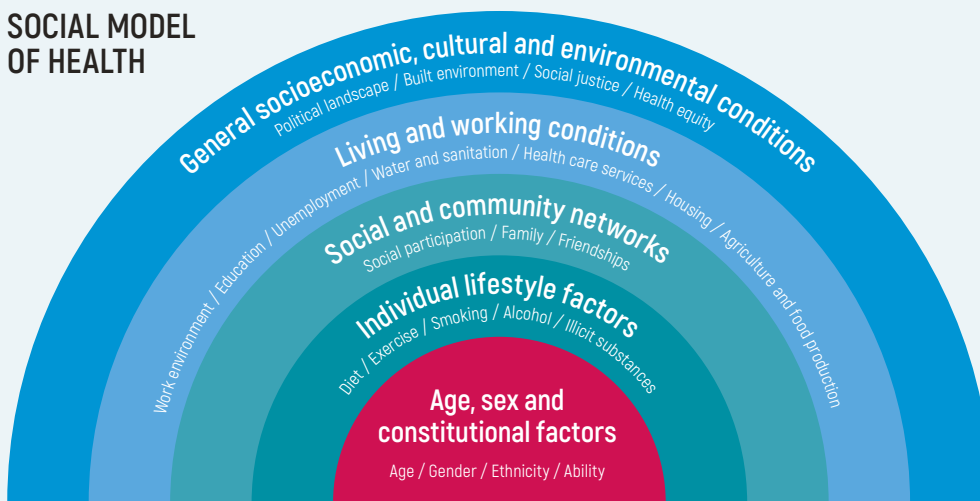 SOCIAL MODEL
OF HEALTH
General socioeconomic, cultural and environmental conditions
Political landscape / Built environment / Social justice / Health equity
Living and working conditions
Work environment / Education / Unemployment / Water and sanitation / Health care services / Housing / Agriculture and food production
Social and community networks
Social participation / Family / Friendships
Individual lifestyle factors
Diet / Exercise / Smoking / Alcohol / Illicit substances
Age, sex and
constitutional factors
Age / Gender / Ethnicity / Ability